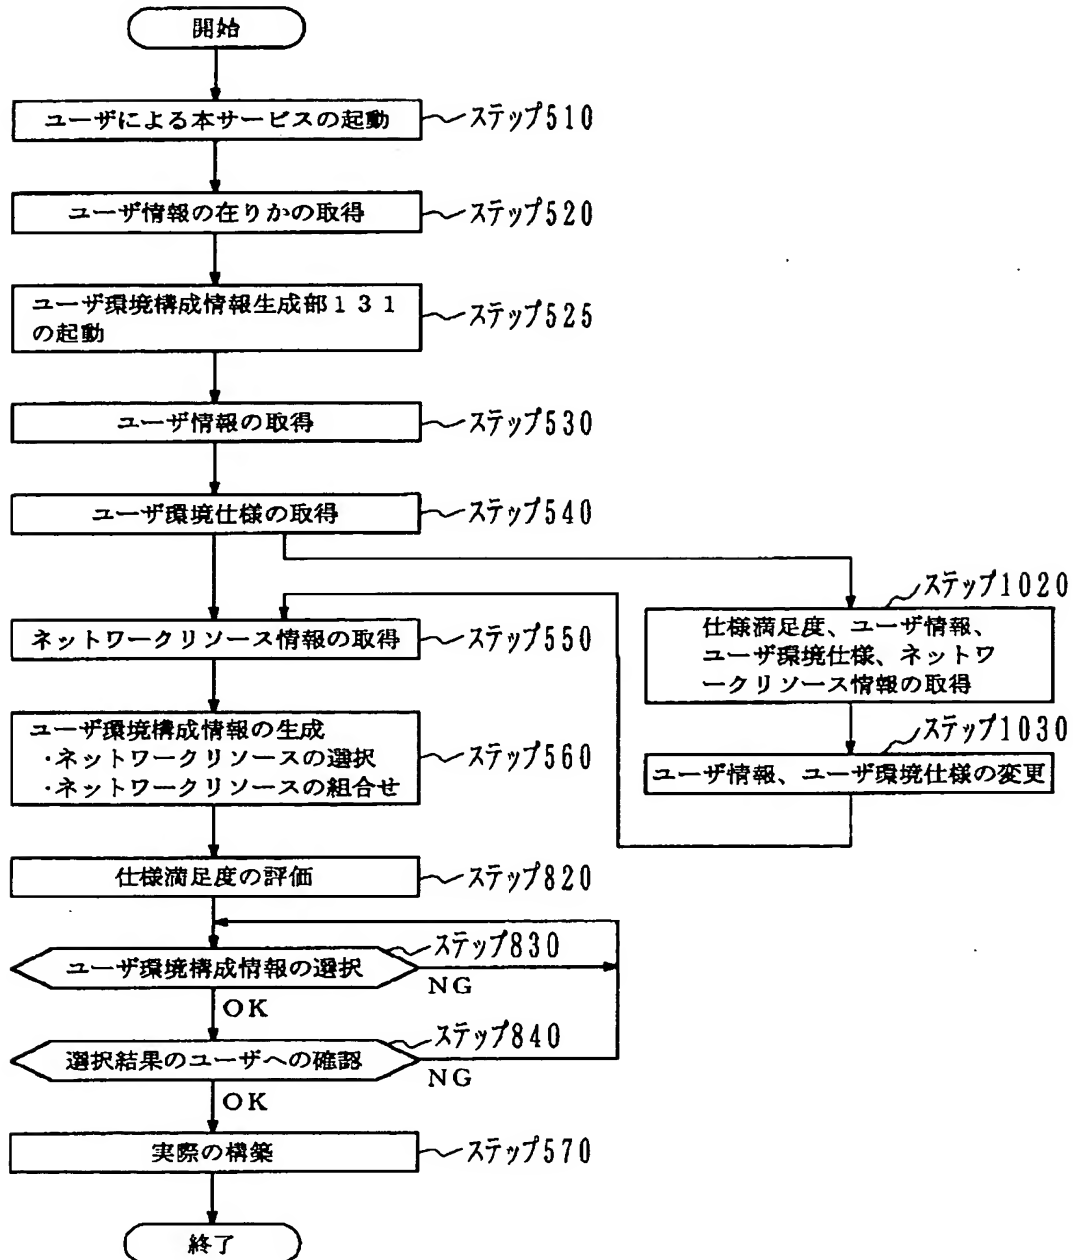 開始
ユーザによる本サービスの起動
ステップ510
ユーザ情報の在りかの取得
ステップ520
ユーザ環境構成情報生成部131
の起動
ステップ525
ユーザ情報の取得
ステップ530
ユーザ環境仕様の取得
ステップ540
ステップ1020
仕様満足度、ユーザ情報、
ユーザ環境仕様、ネットワ
ークリソース情報の取得
ステップ1030
ユーザ情報、ユーザ環境仕様の変更
ネットワークリソース情報の取得
ステップ550
ユーザ環境構成情報の生成
・ネットワークリソースの選択
・ネットワークリソースの組合せ
ステップ560
仕様満足度の評価
ステップ820
ステップ830
ユーザ環境構成情報の選択
NG
OK
ステップ840
選択結果のユーザへの確認
NG
OK
実際の構築
ステップ570
終了